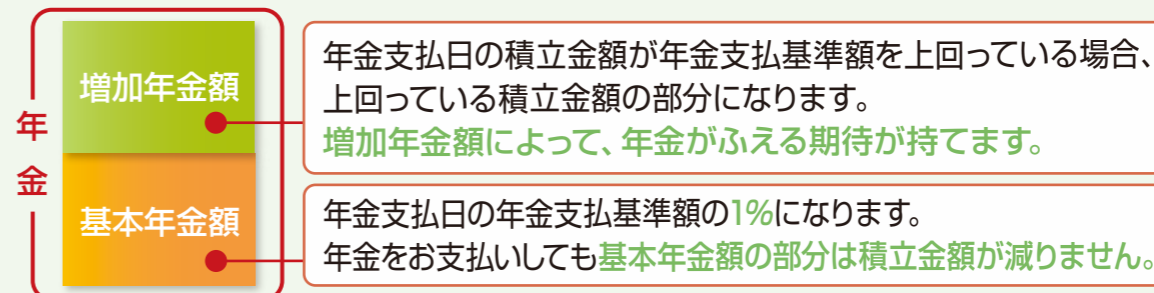 年金
増加年金額
年金支払日の積立金額が年金支払基準額を上回っている場合、
上回っている積立金額の部分になります。
増加年金額によって、年金がふえる期待が持てます。
基本年金額
年金支払日の年金支払基準額の1%になります。
年金をお支払いしても基本年金額の部分は積立金額が減りません。